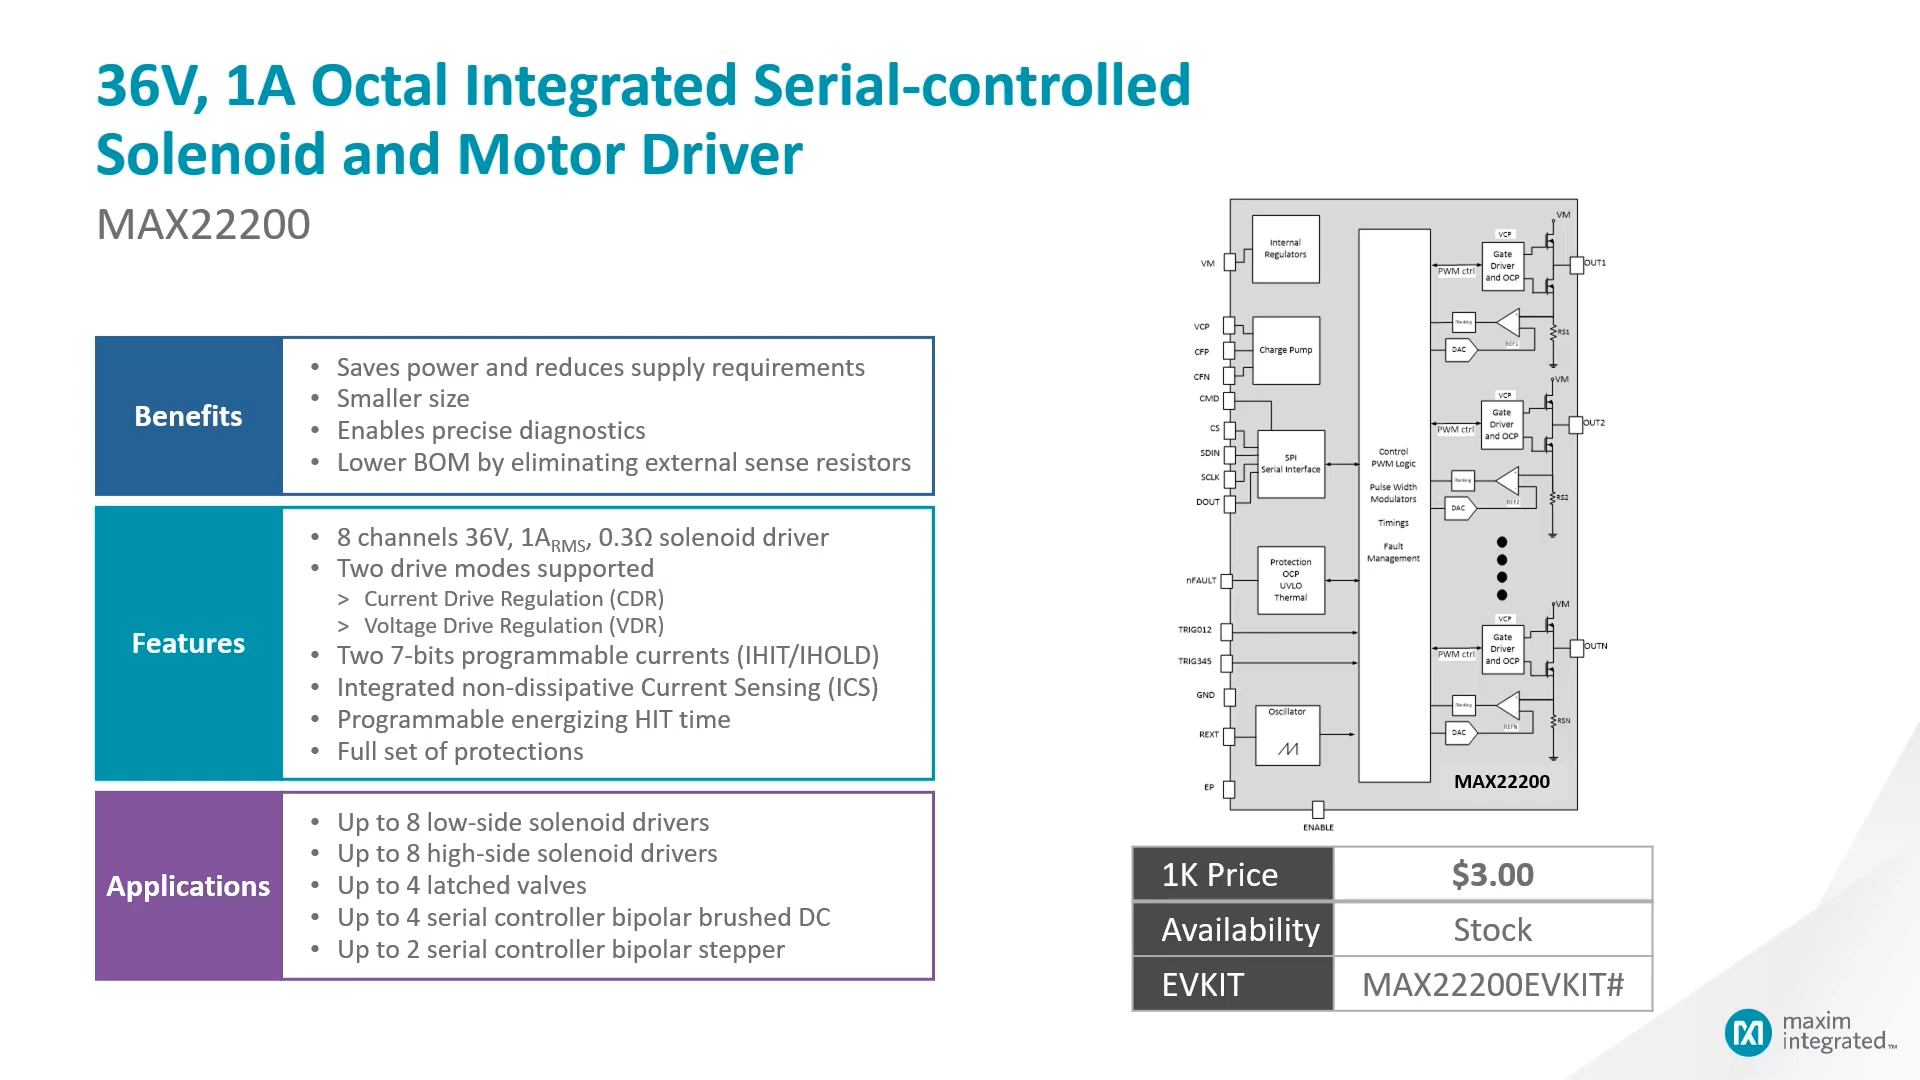 36V, 1A Octal Integrated Serial-controlled
Solenoid and Motor Driver
MAX22200
Benefits
• Saves power and reduces supply requirements
• Smaller size
• Enables precise diagnostics
• Lower BOM by eliminating external sense resistors
Features
• 8 channels 36V, 1ARMS, 0.3Ω solenoid driver
• Two drive modes supported
> Current Drive Regulation (CDR)
> Voltage Drive Regulation (VDR)
• Two 7-bits programmable currents (IHIT/IHOLD)
• Integrated non-dissipative Current Sensing (ICS)
• Programmable energizing HIT time
• Full set of protections
Applications
• Up to 8 low-side solenoid drivers
• Up to 8 high-side solenoid drivers
• Up to 4 latched valves
• Up to 4 serial controller bipolar brushed DC
• Up to 2 serial controller bipolar stepper
VM
VCP
CFP
CFN
CMD
CS
SDIN
SCLK
DOUT
nFAULT
TRIG012
TRIG345
GND
REXT
EP
ENABLE
Internal
Regulators
Charge Pump
SPI
Serial Interface
Protection
OCP
UVLO
Thermal
Oscillator
Control
PWM Logic
Pulse Width
Modulators
Timings
Fault
Management
VM
VCP
Gate
Driver
and OCP
PWM ctrl
OUT1
Blanking
DAC
REF1
RS1
VM
VCP
Gate
Driver
and OCP
PWM ctrl
OUT2
Blanking
DAC
REF2
RS2
VM
VCP
Gate
Driver
and OCP
PWM ctrl
OUTN
Blanking
DAC
REFN
RSN
MAX22200
1K Price $3.00
Availability Stock
EVKIT MAX22200EVKIT#
maxim
integrated™